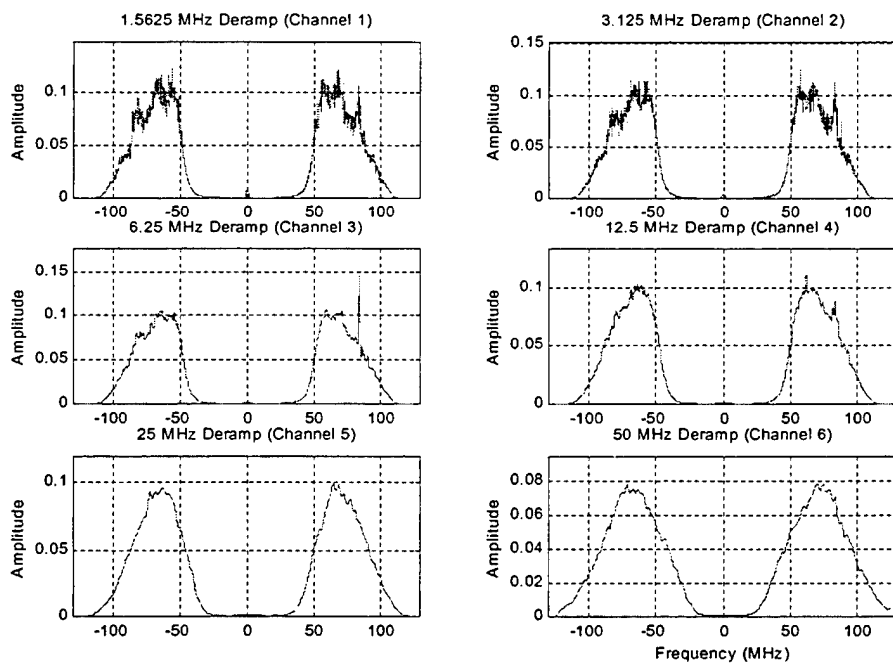 1.5625 MHz Deramp (Channel 1)
Amplitude
0.1
0.05
0
-100 -50 0 50 100
3.125 MHz Deramp (Channel 2)
Amplitude
0.15
0.1
0.05
0
-100 -50 0 50 100
6.25 MHz Deramp (Channel 3)
Amplitude
0.15
0.1
0.05
0
-100 -50 0 50 100
12.5 MHz Deramp (Channel 4)
Amplitude
0.1
0.05
0
-100 -50 0 50 100
25 MHz Deramp (Channel 5)
Amplitude
0.1
0.05
0
-100 -50 0 50 100
50 MHz Deramp (Channel 6)
Amplitude
0.08
0.06
0.04
0.02
0
-100 -50 0 50 100
Frequency (MHz)